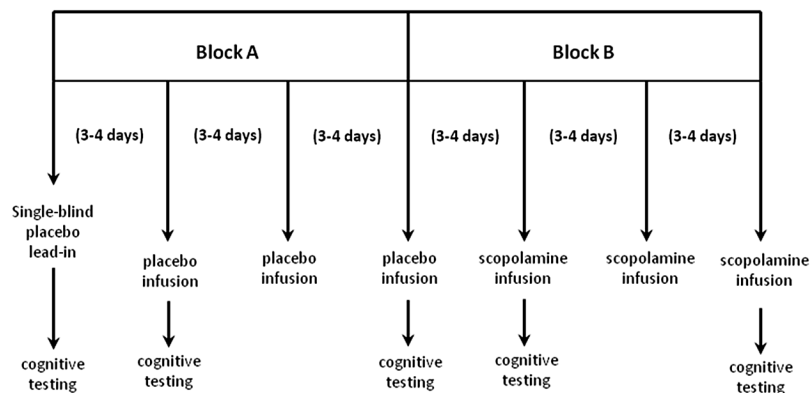 Block A
Block B
(3-4 days)
(3-4 days)
(3-4 days)
(3-4 days)
(3-4 days)
(3-4 days)
Single-blind
placebo
lead-in
placebo
infusion
placebo
infusion
placebo
infusion
scopolamine
infusion
scopolamine
infusion
scopolamine
infusion
cognitive
testing
cognitive
testing
cognitive
testing
cognitive
testing
cognitive
testing